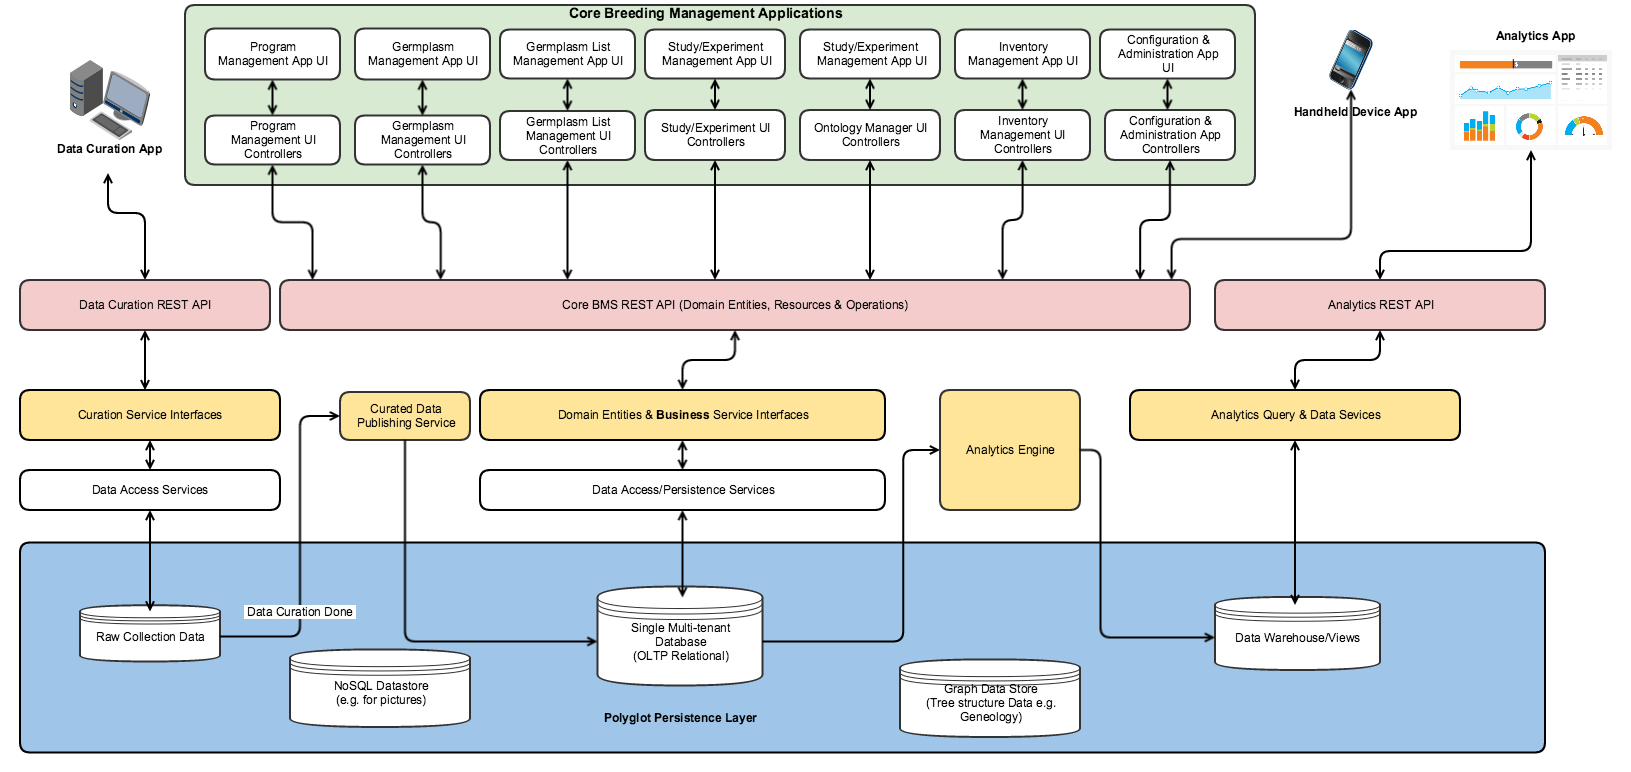 Core Breeding Management Applications
Program
Management App UI
Germplasm
Management App UI
Germplasm List
Management App UI
Study/Experiment
Management App UI
Study/Experiment
Management App UI
Inventory
Management App UI
Configuration &
Administration App
UI
Analytics App
Program
Management UI
Controllers
Germplasm
Management UI
Controllers
Germplasm List
Management UI
Controllers
Study/Experiment UI
Controllers
Ontology Manager UI
Controllers
Inventory
Management UI
Controllers
Configuration &
Administration App
Controllers
Handheld Device App
Data Curation App
Data Curation REST API
Core BMS REST API (Domain Entities, Resources & Operations)
Analytics REST API
Curation Service Interfaces
Curated Data
Publishing Service
Domain Entities & Business Service Interfaces
Analytics Engine
Analytics Query & Data Sevices
Data Access Services
Data Access/Persistence Services
Data Curation Done
Raw Collection Data
Single Multi-tenant
Database
(OLTP Relational)
Data Warehouse/Views
NoSQL Datastore
(e.g. for pictures)
Graph Data Store
(Tree structure Data e.g.
Geneology)
Polyglot Persistence Layer